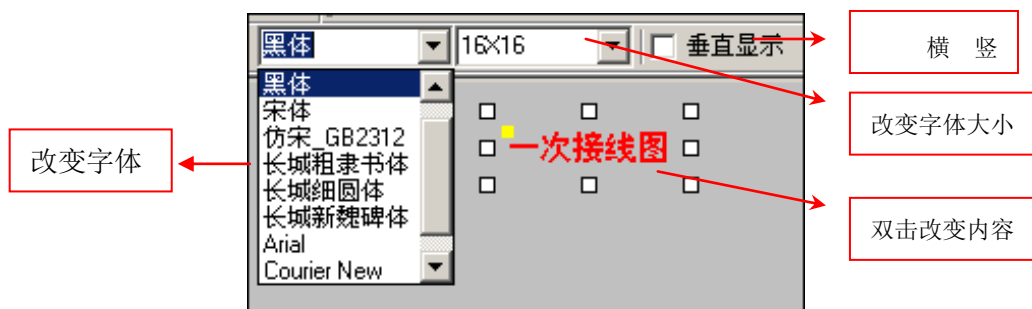 黑体
16X16
垂直显示
横 竖
黑体
宋体
仿宋_GB2312
长城粗隶书体
长城细圆体
长城新魏碑体
Arial
Courier New
一次接线图
改变字体
改变字体大小
双击改变内容